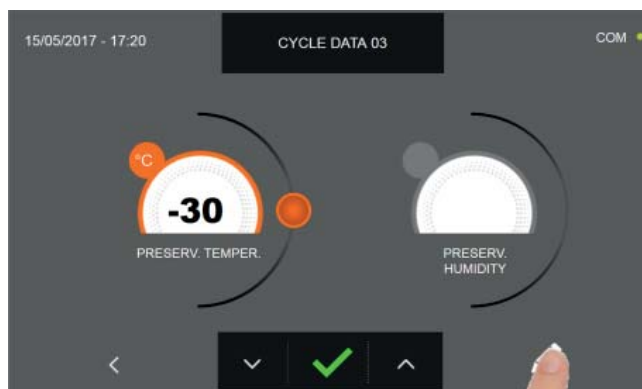 15/05/2017 - 17:20
CYCLE DATA 03
COM
°C
-30
PRESERV. TEMPER.
PRESERV.
HUMIDITY